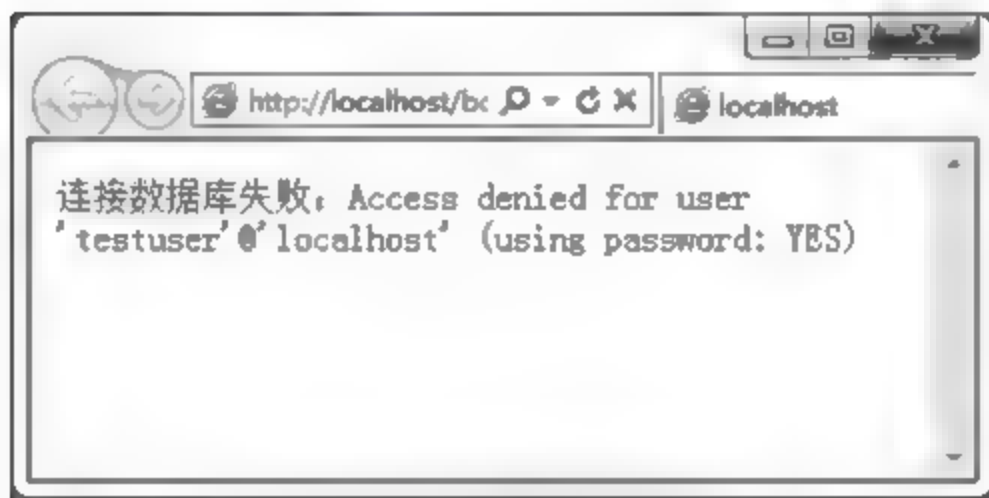 http://localhost/bc
localhost
连接数据库失败: Access denied for user
'testuser'@'localhost' (using password: YES)